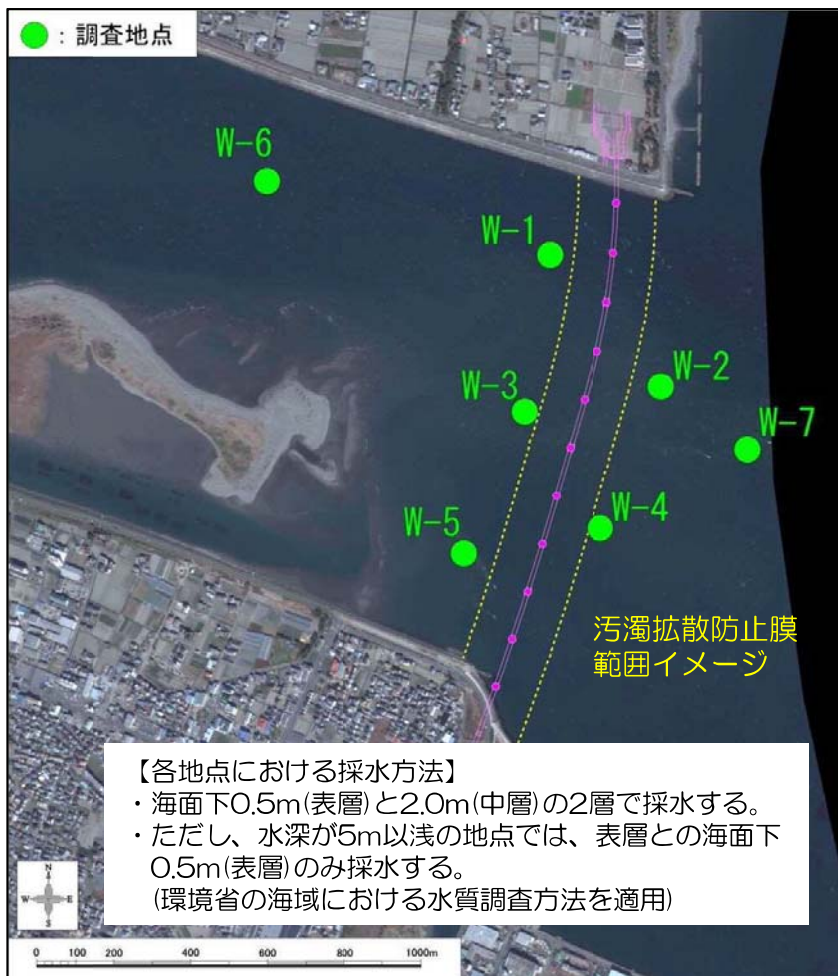 ：調査地点
W-6
W-1
W-2
W-3
W-7
W-5
W-4
汚濁拡散防止膜
範囲イメージ
【各地点における採水方法】
・海面下0.5m(表層)と2.0m(中層)の2層で採水する。
・ただし、水深が5m以浅の地点では、表層との海面下
0.5m(表層)のみ採水する。
(環境省の海域における水質調査方法を適用)
N
W E
S
0 100 200 400 600 800 1000m